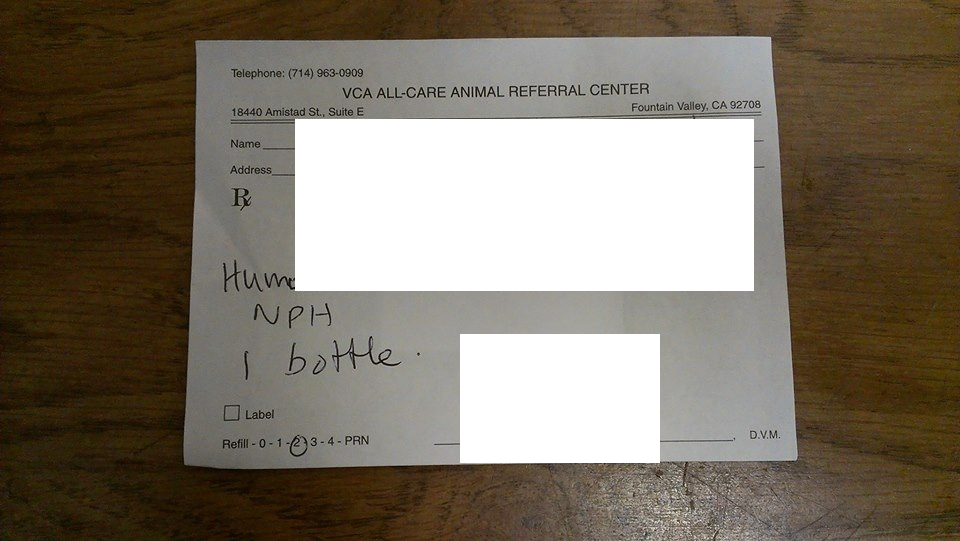 Telephone: (714) 963-0909
VCA ALL-CARE ANIMAL REFERRAL CENTER
18440 Amistad St., Suite E Fountain Valley, CA 92708
Name
Address
Rx
NPH
1 bottle.
Label
Refill - 0 - 1 - 2 - 3 - 4 - PRN
D.V.M.